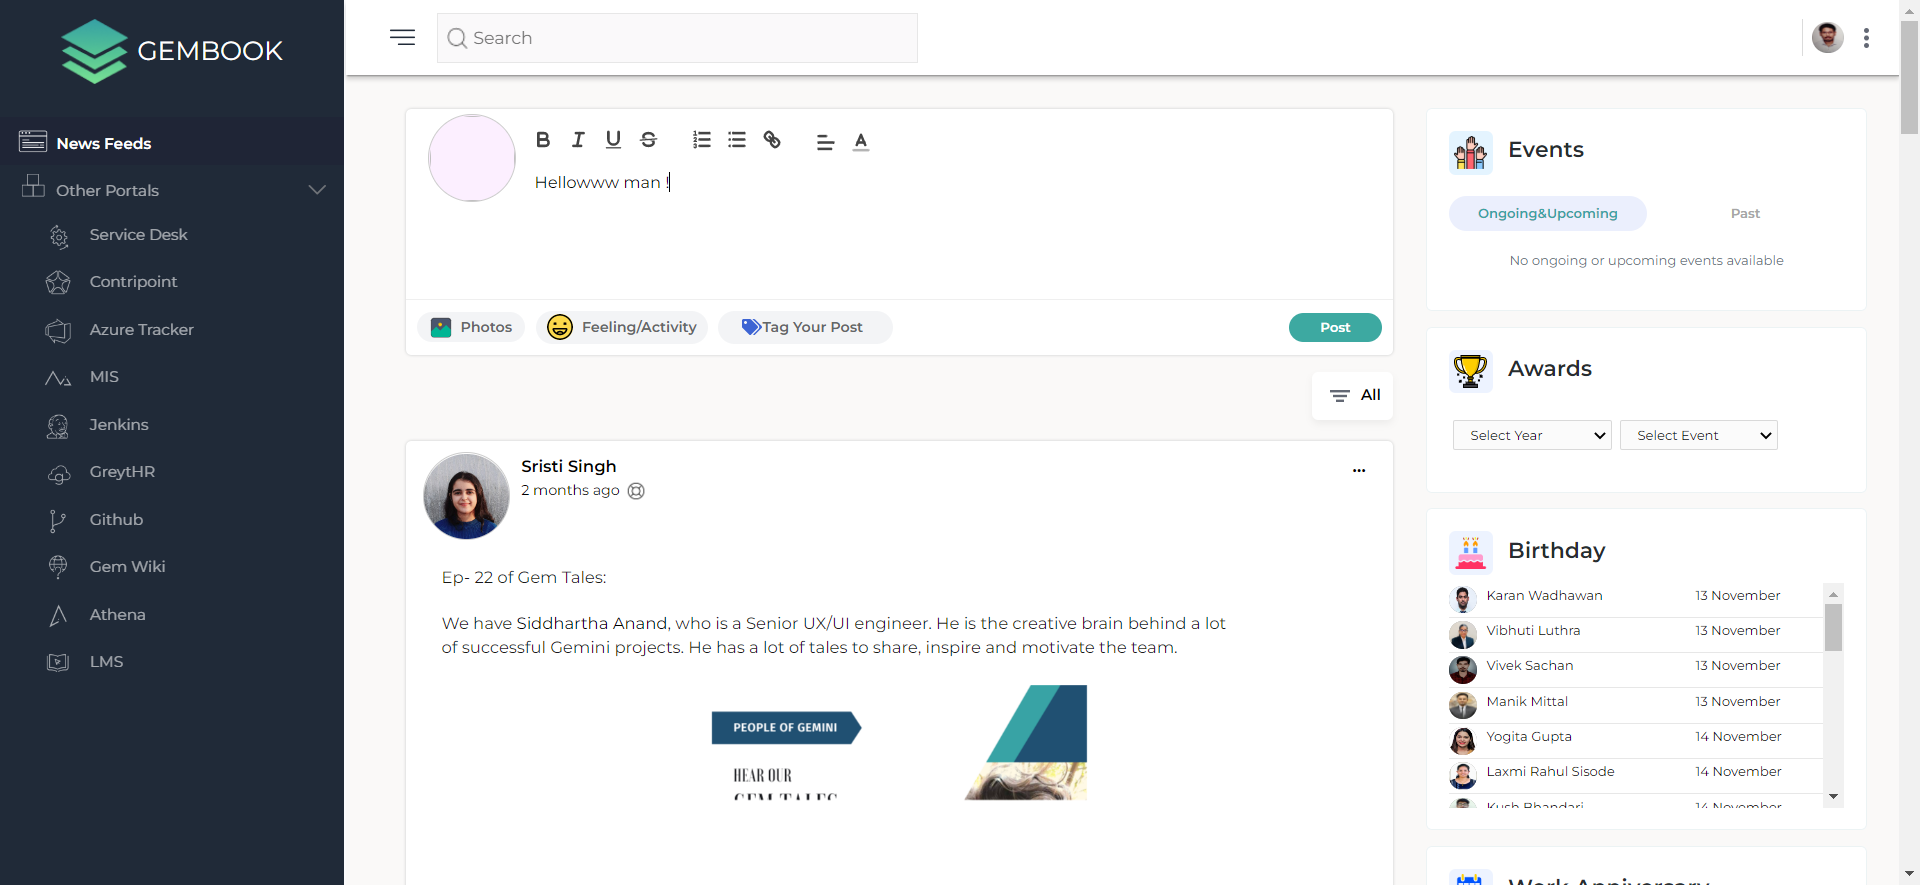 GEMBOOK
News Feeds
Other Portals
Service Desk
Contripoint
Azure Tracker
MIS
Jenkins
GreytHR
Github
Gem Wiki
Athena
LMS
Search
B I U S A
Hellowww man !
Photos
Feeling/Activity
Tag Your Post
Post
All
Sristi Singh
2 months ago
Ep- 22 of Gem Tales:
We have Siddhartha Anand, who is a Senior UX/UI engineer. He is the creative brain behind a lot
of successful Gemini projects. He has a lot of tales to share, inspire and motivate the team.
PEOPLE OF GEMINI
HEAR OUR
GEM TALES
Events
Ongoing&Upcoming Past
No ongoing or upcoming events available
Awards
Select Year Select Event
Birthday
Karan Wadhawan 13 November
Vibhuti Luthra 13 November
Vivek Sachan 13 November
Manik Mittal 13 November
Yogita Gupta 14 November
Laxmi Rahul Sisode 14 November
Kush Bhandari 14 November
Work Anniversary